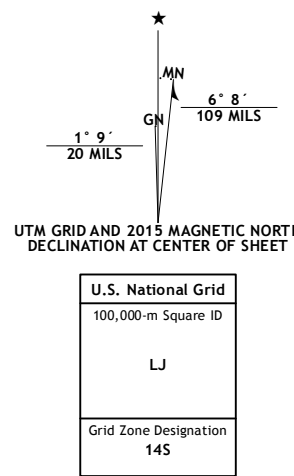 ★
MN
GN
6° 8´
109 MILS
1° 9´
20 MILS
UTM GRID AND 2015 MAGNETIC NORTH
DECLINATION AT CENTER OF SHEET
U.S. National Grid
100,000-m Square ID
LJ
Grid Zone Designation
14S